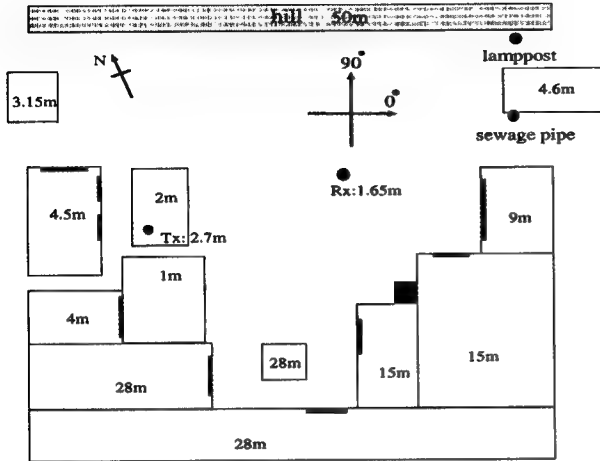 hill 50m
lamppost
N
90°
3.15m
4.6m
0°
sewage pipe
Rx:1.65m
2m
4.5m
9m
Tx: 2.7m
1m
4m
28m
15m
15m
28m
28m